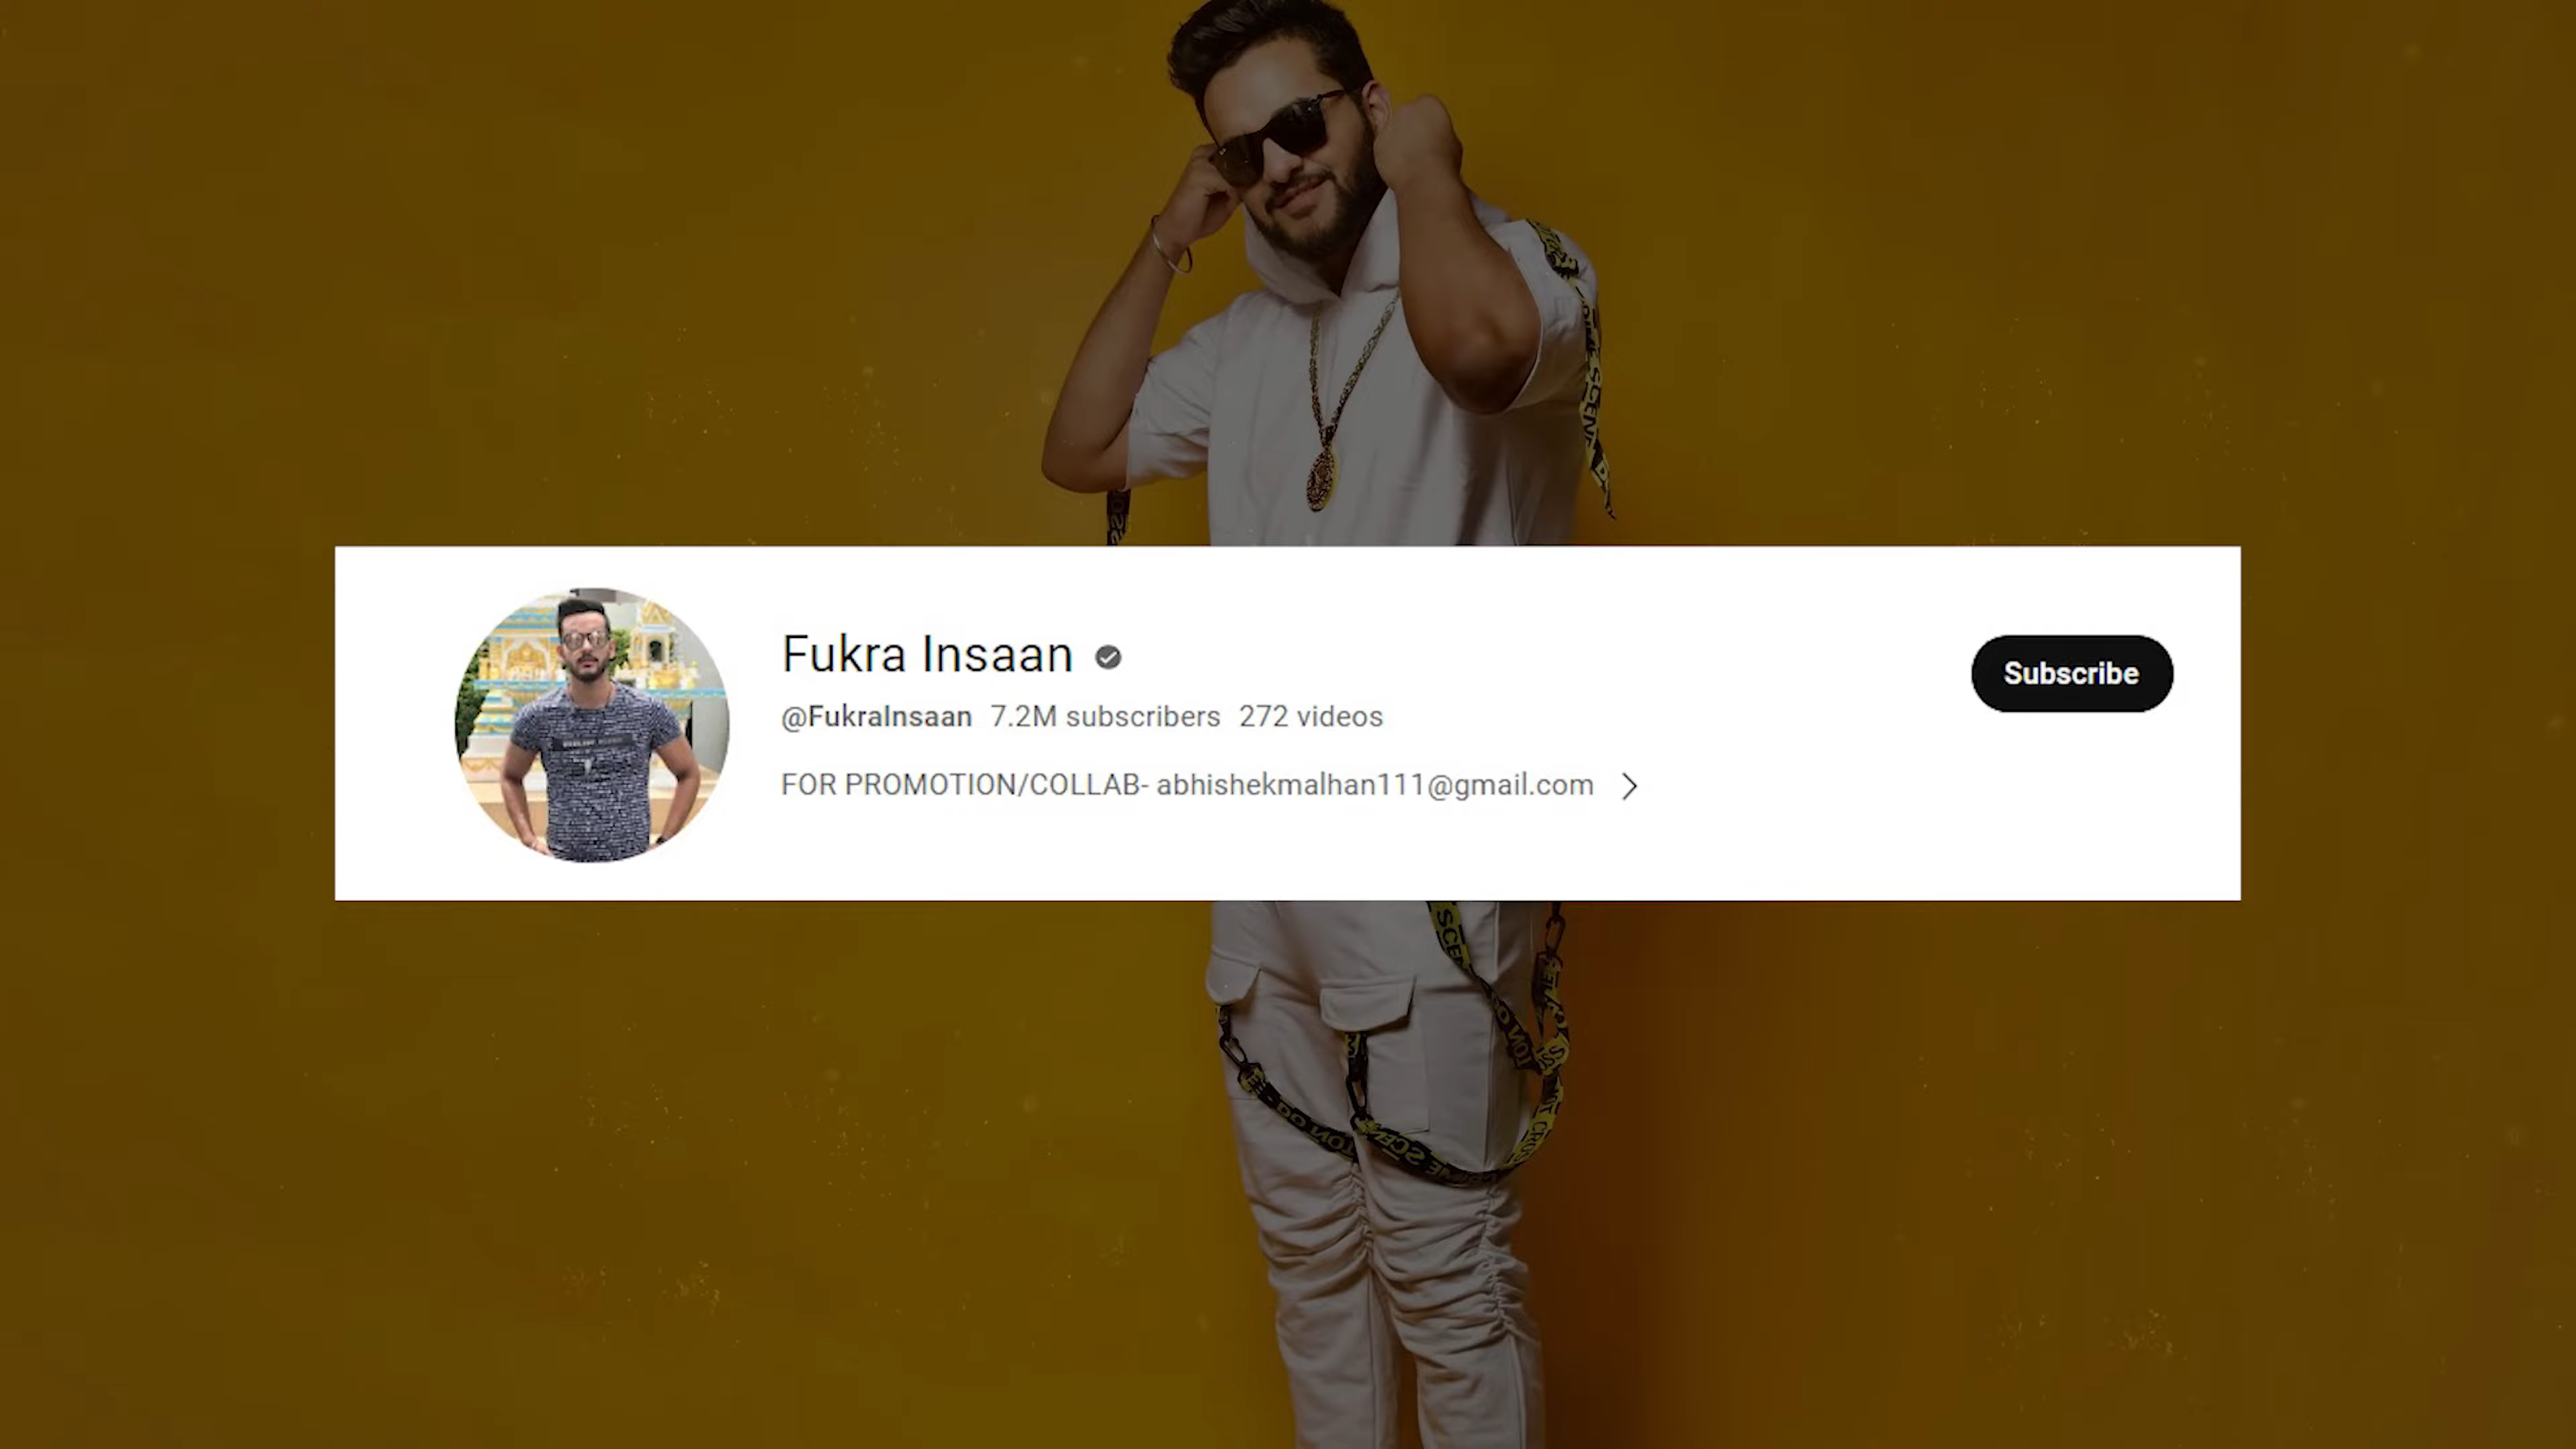 Fukra Insaan
@FukraInsaan 7.2M subscribers 272 videos
FOR PROMOTION/COLLAB- abhishekmalhan111@gmail.com
Subscribe